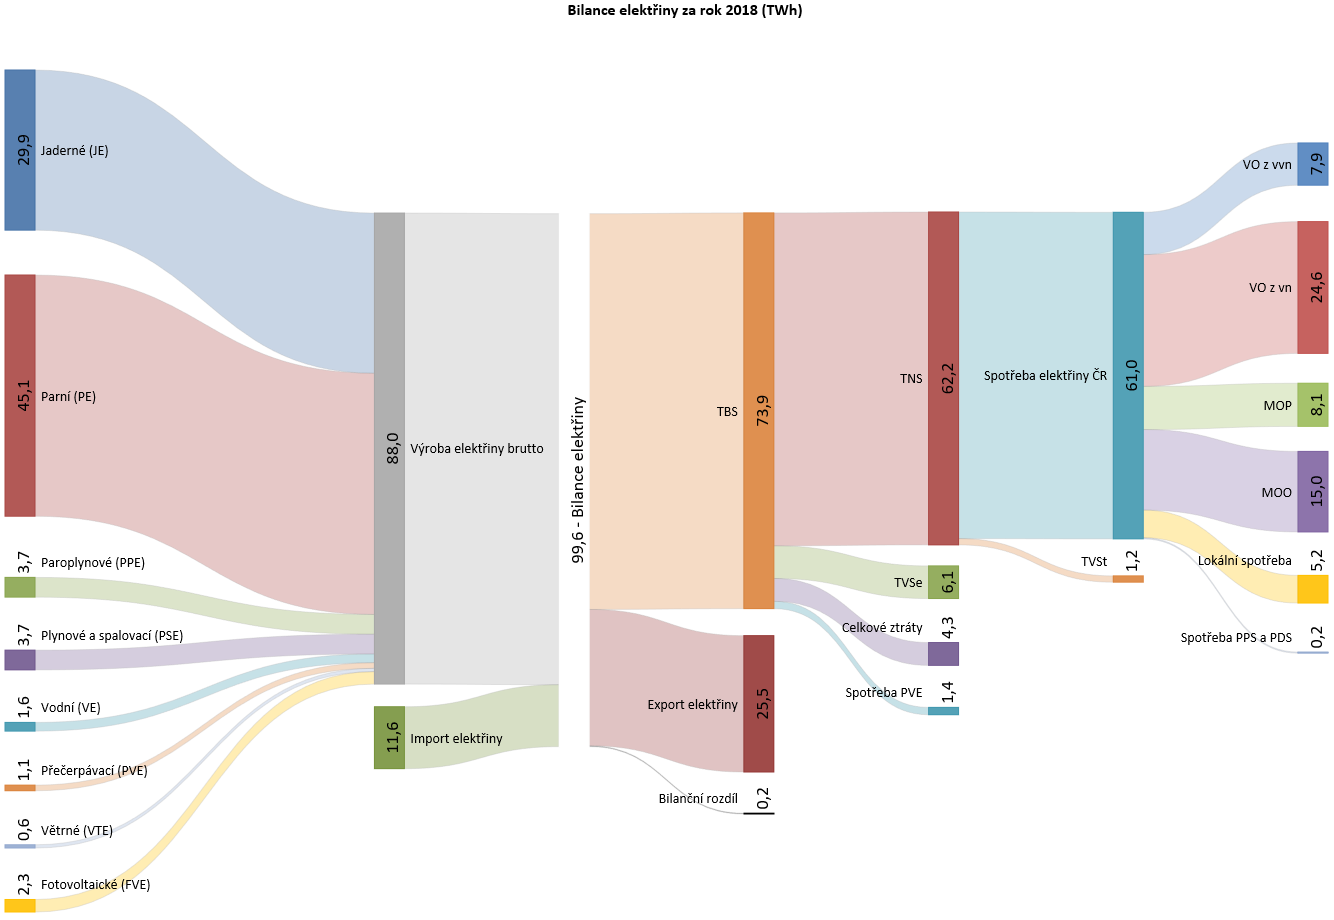 Bilance elektřiny za rok 2018 (TWh)
29,9
Jaderné (JE)
45,1
Parní (PE)
3,7
Paroplynové (PPE)
3,7
Plynové a spalovací (PSE)
1,6
Vodní (VE)
1,1
Přečerpávací (PVE)
0,6
Větrné (VTE)
2,3
Fotovoltaické (FVE)
88,0
Výroba elektřiny brutto
11,6
Import elektřiny
99,6 - Bilance elektřiny
TBS
73,9
Export elektřiny
25,5
Bilanční rozdíl
0,2
TNS
62,2
TVSe
6,1
Celkové ztráty
4,3
Spotřeba PVE
1,4
Spotřeba elektřiny ČR
61,0
TVSt
1,2
VO z vvn
7,9
VO z vn
24,6
MOP
8,1
MOO
15,0
Lokální spotřeba
5,2
Spotřeba PPS a PDS
0,2